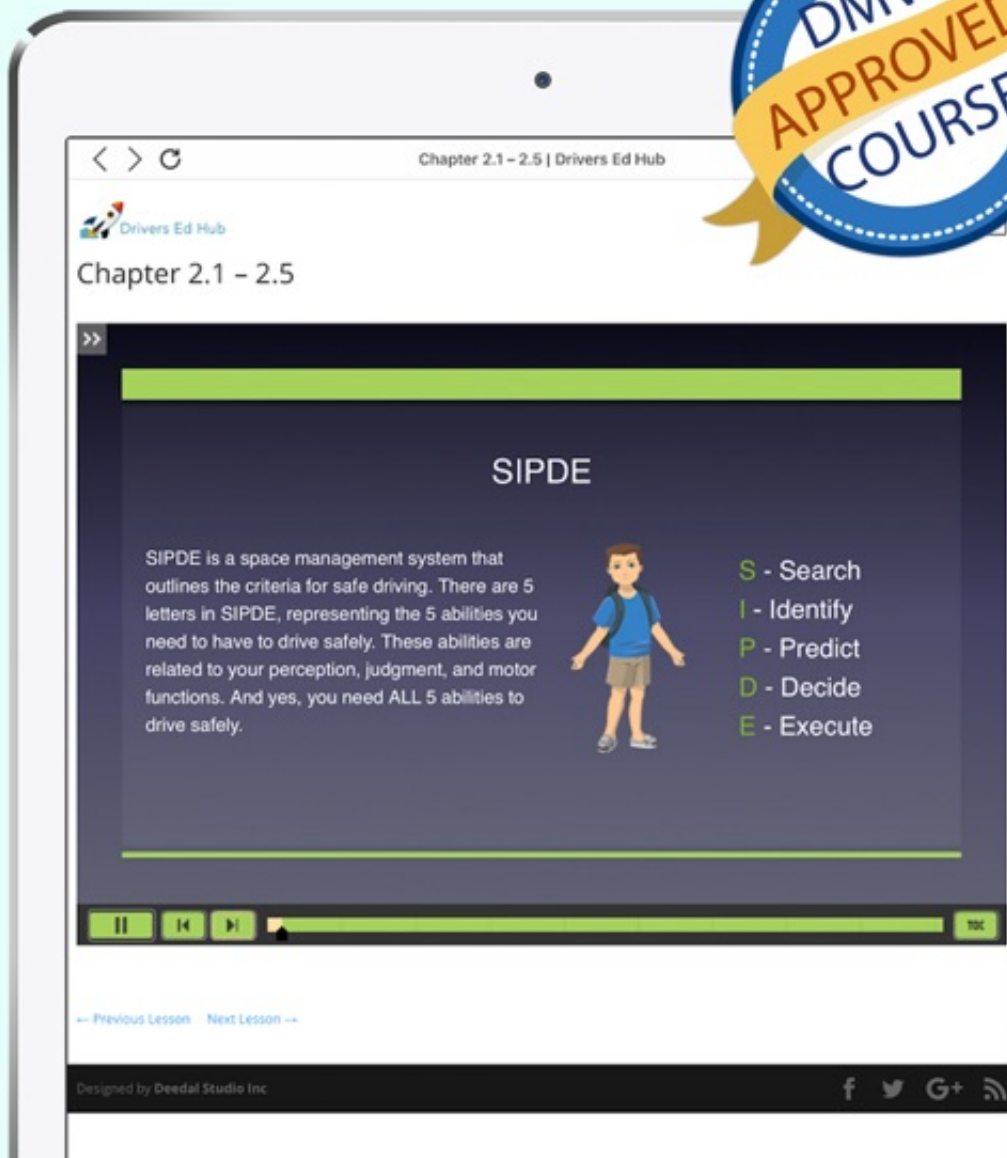 DMV
APPROVED
COURSE
Chapter 2.1 – 2.5 | Drivers Ed Hub
Drivers Ed Hub
Chapter 2.1 – 2.5
SIPDE
SIPDE is a space management system that
outlines the criteria for safe driving. There are 5
letters in SIPDE, representing the 5 abilities you
need to have to drive safely. These abilities are
related to your perception, judgment, and motor
functions. And yes, you need ALL 5 abilities to
drive safely.
S - Search
I - Identify
P - Predict
D - Decide
E - Execute
TOC
← Previous Lesson Next Lesson →
Designed by Deedal Studio Inc
f G+